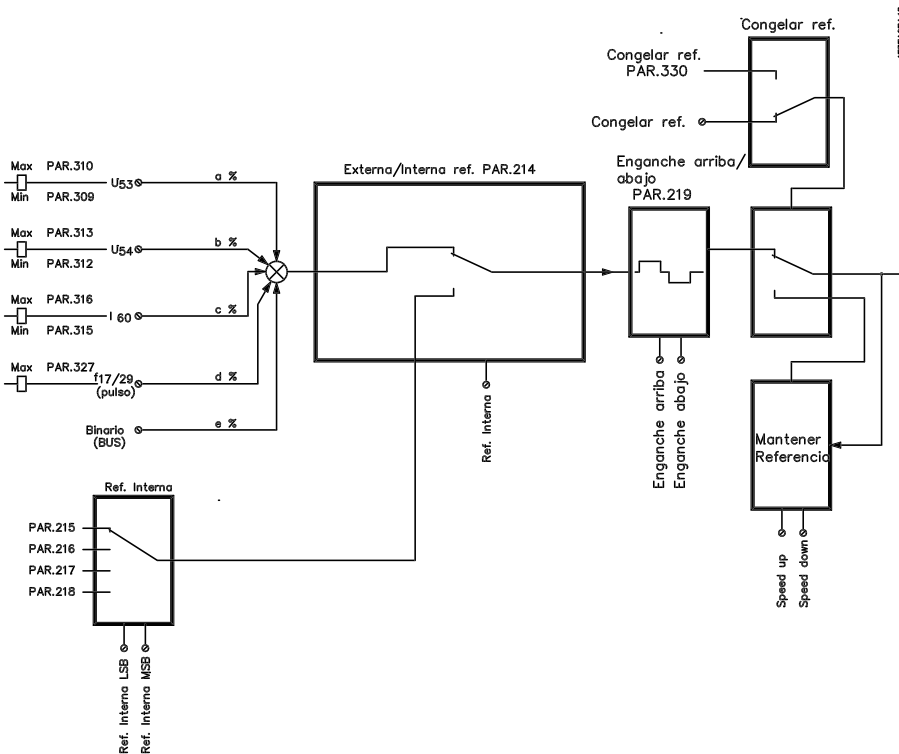 Congelar ref.
Congelar ref.
PAR.330
Congelar ref.
Externa/Interna ref. PAR.214
Enganche arriba/
abajo
PAR.219
Max PAR.310
U53
a %
Min PAR.309
Max PAR.313
U54
b %
Min PAR.312
Max PAR.316
I 60
c %
Min PAR.315
Max PAR.327
f17/29
(pulso)
d %
Binario
(BUS)
e %
Ref. Interna
Enganche arriba
Enganche abajo
Mantener
Referencia
Speed up
Speed down
Ref. Interna
PAR.215
PAR.216
PAR.217
PAR.218
Ref. Interna LSB
Ref. Interna MSB